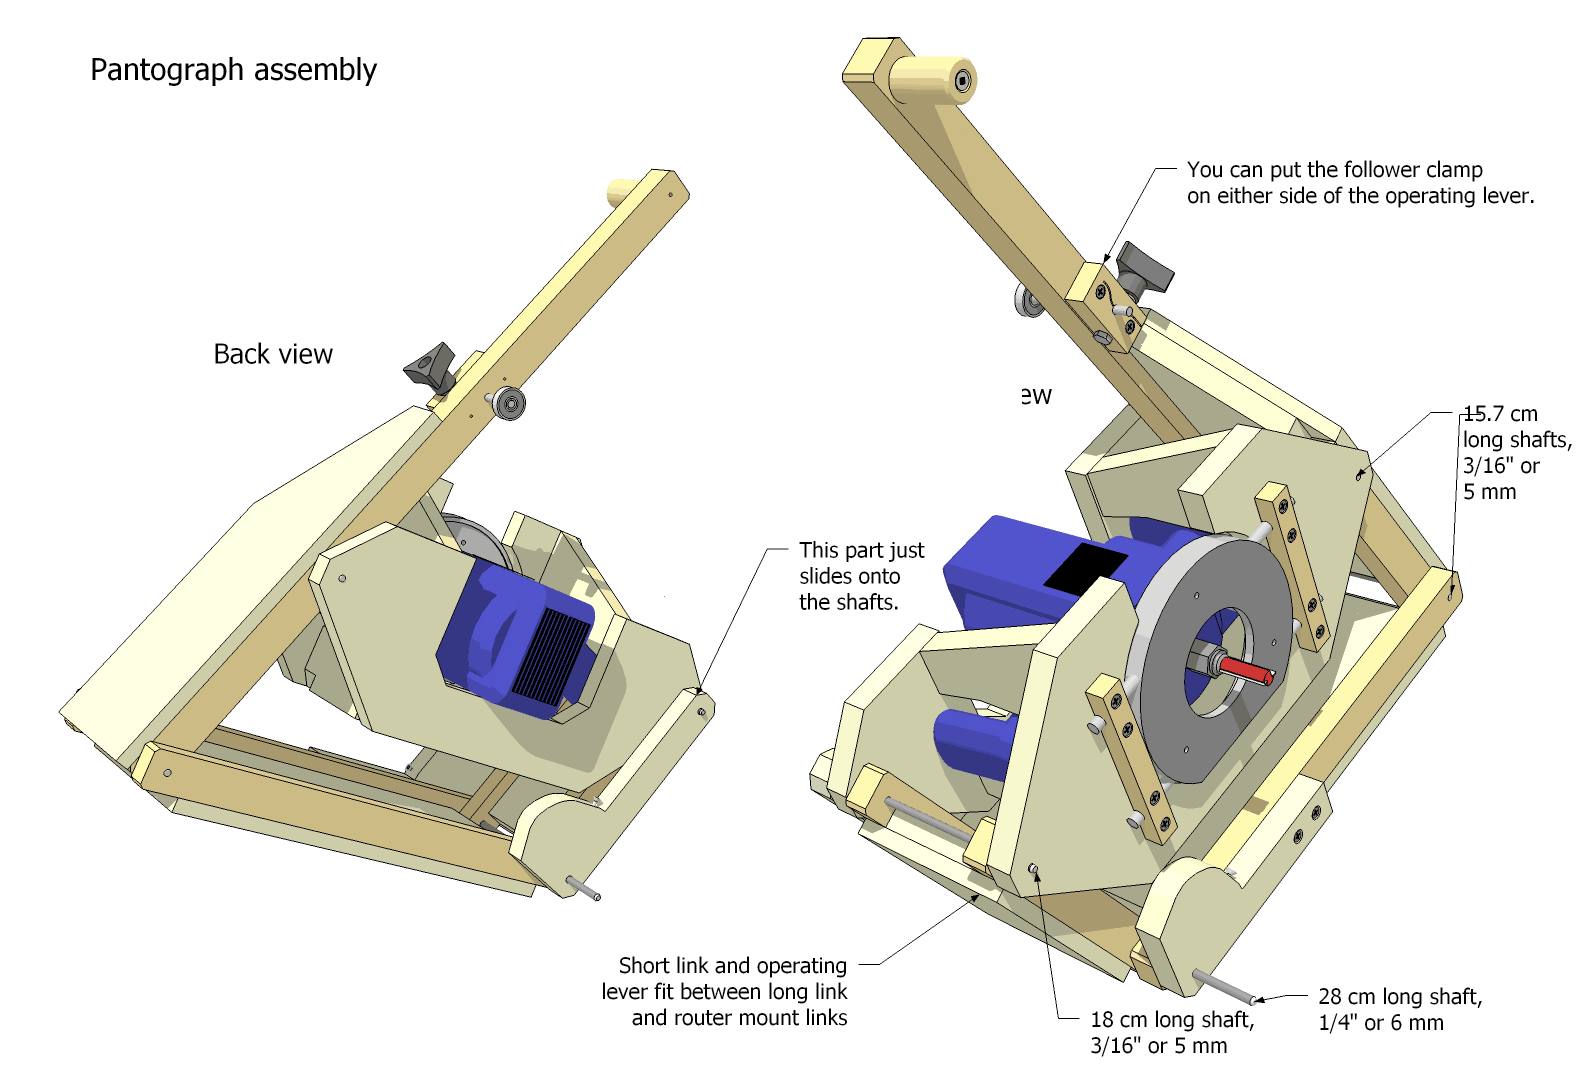 Pantograph assembly
You can put the follower clamp
on either side of the operating lever.
Back view
ew
15.7 cm
long shafts,
3/16" or
5 mm
This part just
slides onto
the shafts.
Short link and operating
lever fit between long link
and router mount links
18 cm long shaft,
3/16" or 5 mm
28 cm long shaft,
1/4" or 6 mm